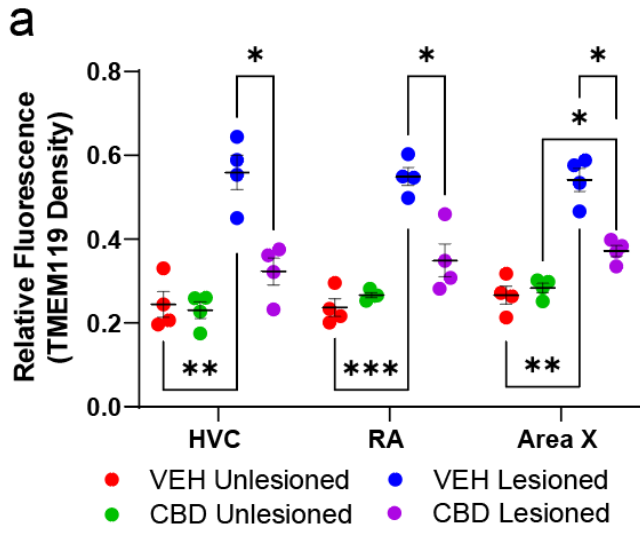 a
Relative Fluorescence
(TMEM119 Density)
0.8
0.6
0.4
0.2
0.0
*
*
*
*
**
***
**
HVC
RA
Area X
VEH Unlesioned
VEH Lesioned
CBD Unlesioned
CBD Lesioned